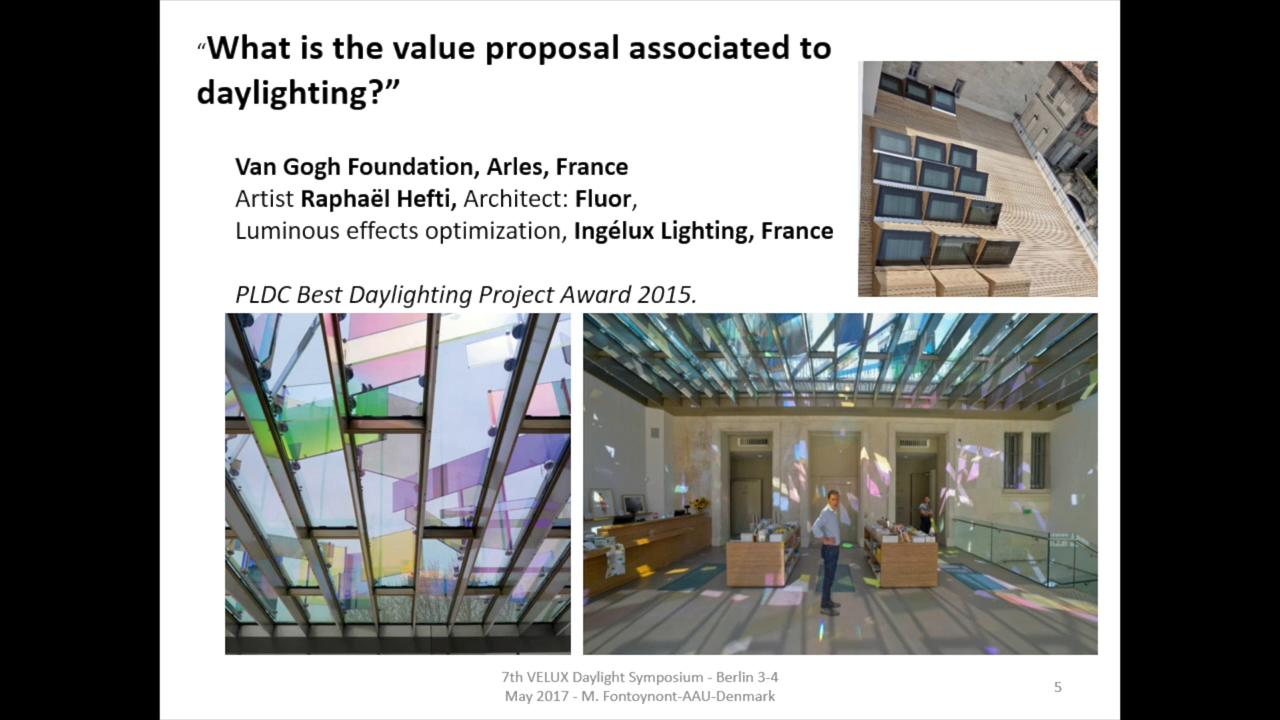 “What is the value proposal associated to
daylighting?”
Van Gogh Foundation, Arles, France
Artist Raphaël Hefti, Architect: Fluor,
Luminous effects optimization, Ingélux Lighting, France
PLDC Best Daylighting Project Award 2015.
7th VELUX Daylight Symposium - Berlin 3-4
May 2017 - M. Fontoynont-AAU-Denmark
5